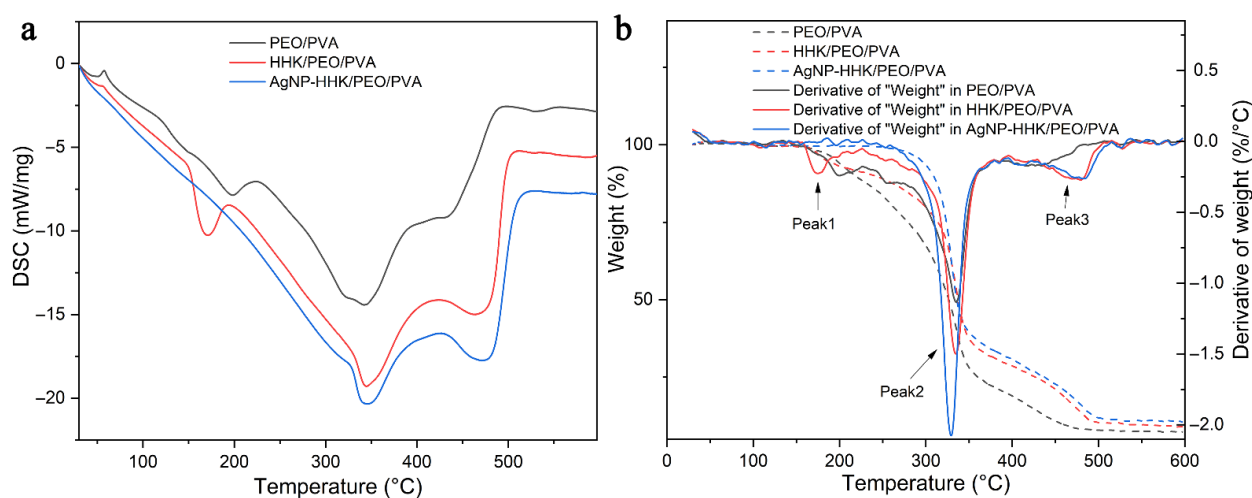 a
PEO/PVA
HHK/PEO/PVA
AgNP-HHK/PEO/PVA
0
−5
−10
−15
−20
DSC (mW/mg)
100
200
300
400
500
Temperature (°C)
b
PEO/PVA
HHK/PEO/PVA
AgNP-HHK/PEO/PVA
Derivative of "Weight" in PEO/PVA
Derivative of "Weight" in HHK/PEO/PVA
Derivative of "Weight" in AgNP-HHK/PEO/PVA
100
50
Weight (%)
Peak1
Peak2
Peak3
0.5
0.0
-0.5
-1.0
-1.5
-2.0
Derivative of weight (%/°C)
0
100
200
300
400
500
600
Temperature (°C)